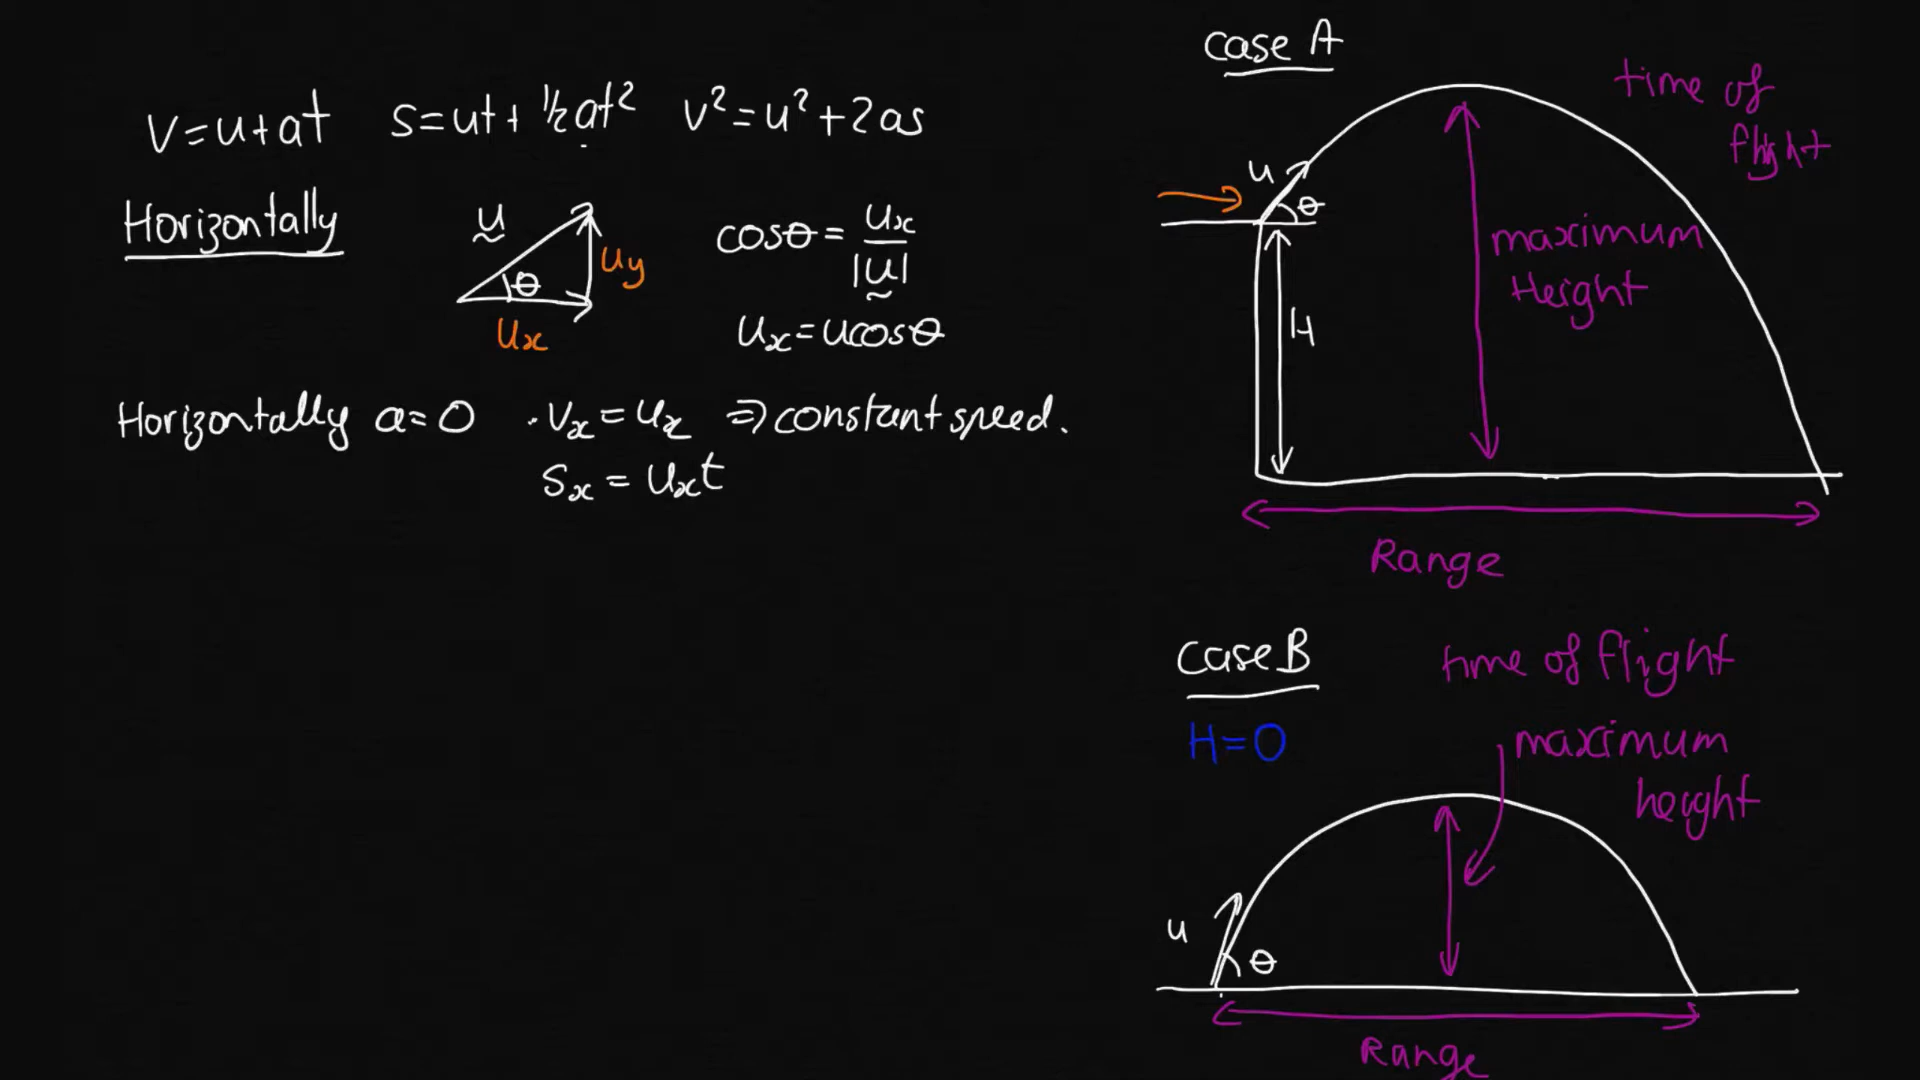 v=u+at s=ut+½at² v²=u²+2as
Horizontally
u
θ
uy
ux
cosθ = ux/|u|
ux=ucosθ
Horizontally a=0 · vx=ux ⇒ constant speed.
sx = uxt
case A
time of
flight
u
θ
maximum
Height
H
Range
case B
time of flight
H=0
maximum
height
u
θ
Range